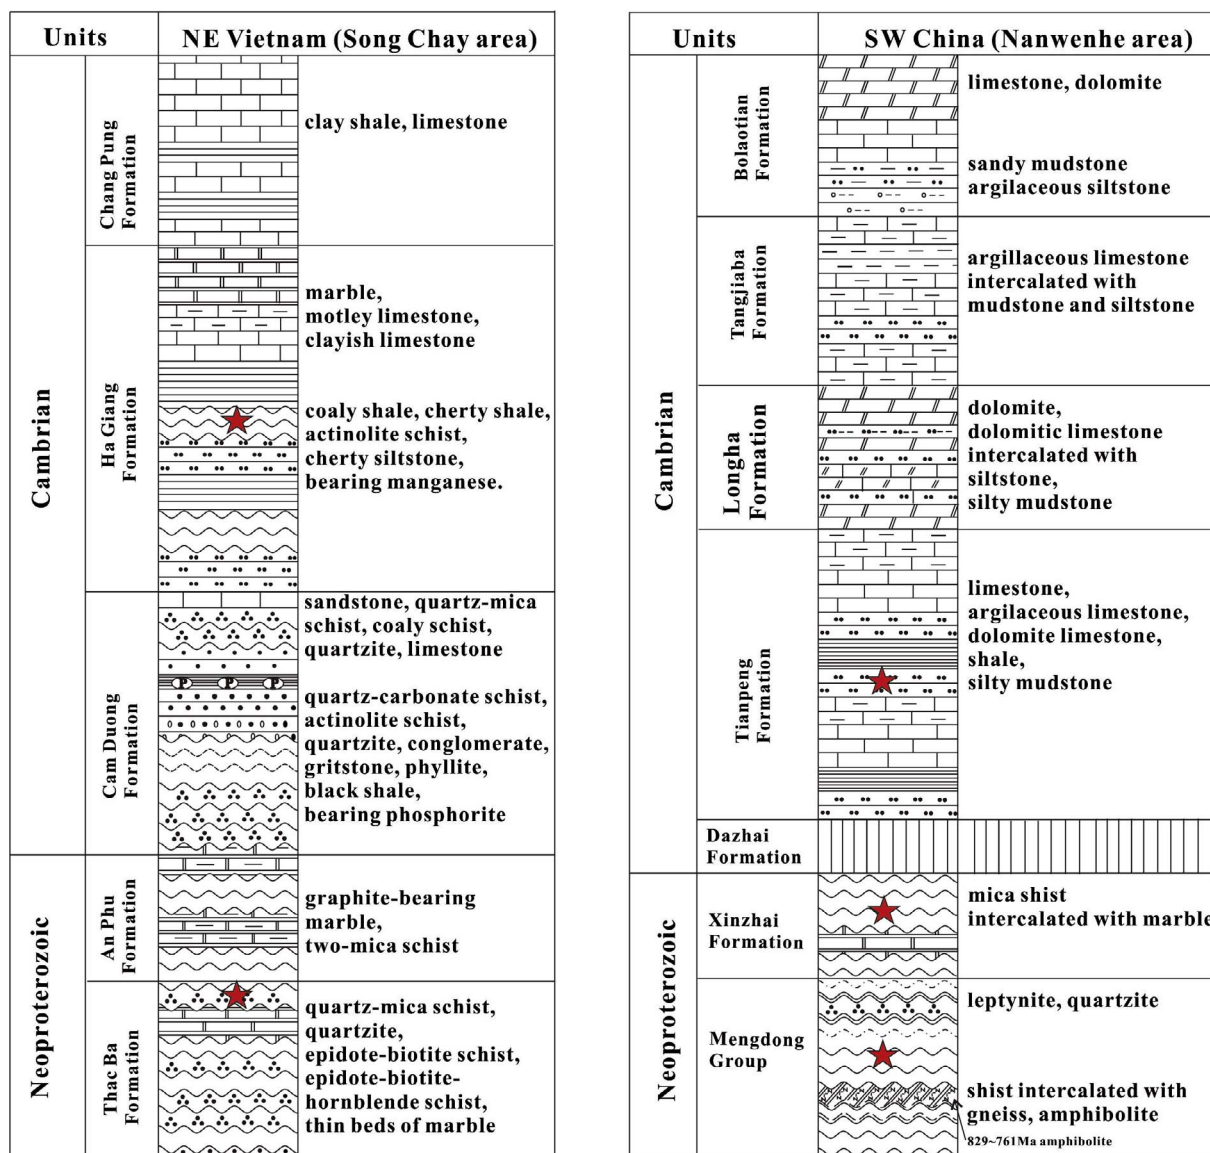 Units
NE Vietnam (Song Chay area)
Cambrian
Chang Pung
Formation
clay shale, limestone
Ha Giang
Formation
marble,
motley limestone,
clayish limestone
coaly shale, cherty shale,
actinolite schist,
cherty siltstone,
bearing manganese.
Cam Duong
Formation
sandstone, quartz-mica
schist, coaly schist,
quartzite, limestone
P P P
quartz-carbonate schist,
actinolite schist,
quartzite, conglomerate,
gritstone, phyllite,
black shale,
bearing phosphorite
Neoproterozoic
An Phu
Formation
graphite-bearing
marble,
two-mica schist
Thac Ba
Formation
quartz-mica schist,
quartzite,
epidote-biotite schist,
epidote-biotite-
hornblende schist,
thin beds of marble
Units
SW China (Nanwenhe area)
Cambrian
Bolaotian
Formation
limestone, dolomite
sandy mudstone
argilaceous siltstone
Tangjiaba
Formation
argillaceous limestone
intercalated with
mudstone and siltstone
Longha
Formation
dolomite,
dolomitic limestone
intercalated with
siltstone,
silty mudstone
Tianpeng
Formation
limestone,
argilaceous limestone,
dolomite limestone,
shale,
silty mudstone
Dazhai
Formation
Neoproterozoic
Xinzhai
Formation
mica shist
intercalated with marble
Mengdong
Group
leptynite, quartzite
shist intercalated with
gneiss, amphibolite
829~761Ma amphibolite